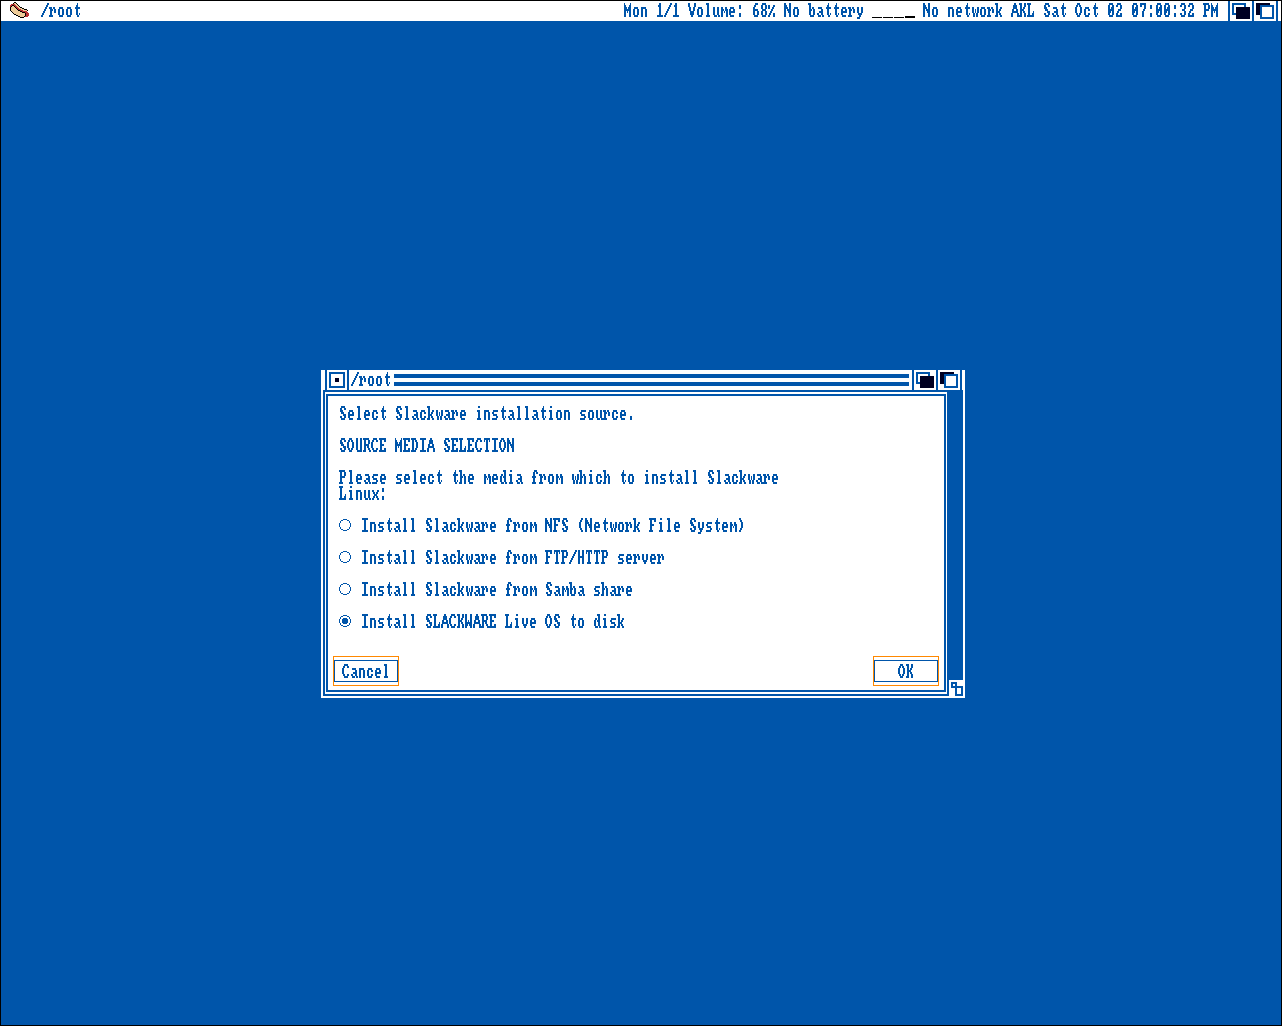 /root Mon 1/1 Volume: 68% No battery ____ No network AKL Sat Oct 02 07:00:32 PM
/root
Select Slackware installation source.
SOURCE MEDIA SELECTION
Please select the media from which to install Slackware
Linux:
Install Slackware from NFS (Network File System)
Install Slackware from FTP/HTTP server
Install Slackware from Samba share
Install SLACKWARE Live OS to disk
Cancel OK